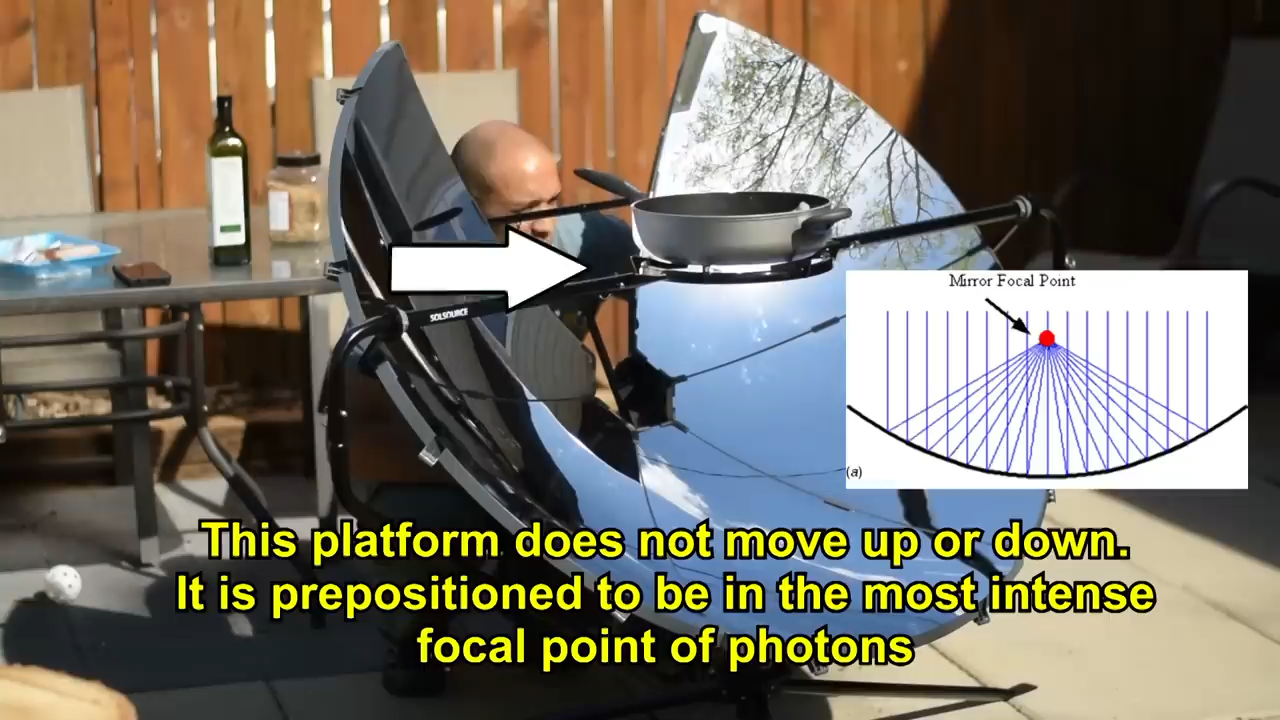 SOLSOURCE
Mirror Focal Point
(a)
This platform does not move up or down.
It is prepositioned to be in the most intense
focal point of photons